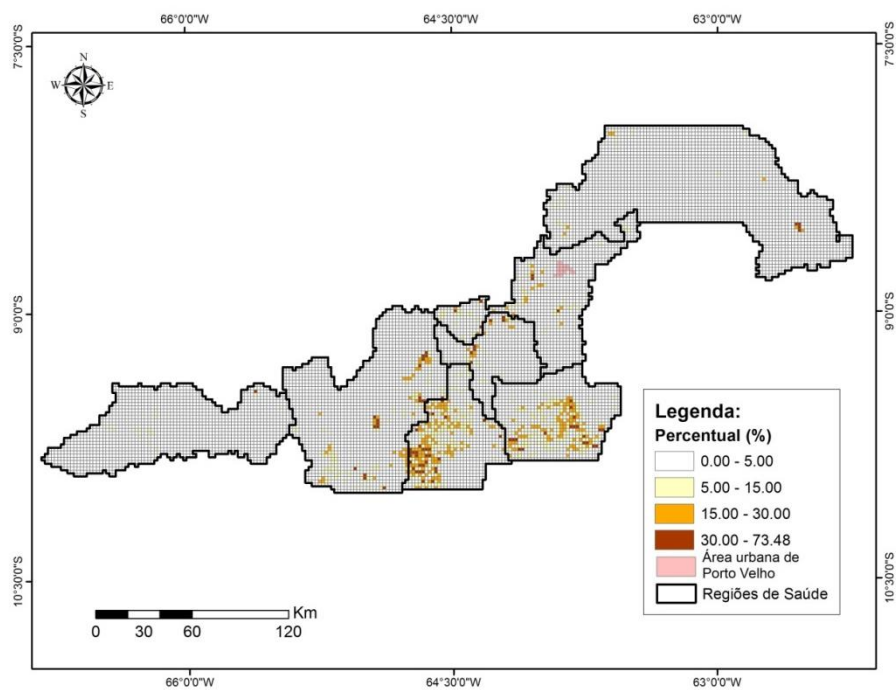 66°0'0"W 64°30'0"W 63°0'0"W
7°30'0"S 7°30'0"S
N
W E
S
9°0'0"S 9°0'0"S
Legenda:
Percentual (%)
0.00 - 5.00
5.00 - 15.00
15.00 - 30.00
30.00 - 73.48
Área urbana de
Porto Velho
Regiões de Saúde
10°30'0"S 10°30'0"S
Km
0 30 60 120
66°0'0"W 64°30'0"W 63°0'0"W